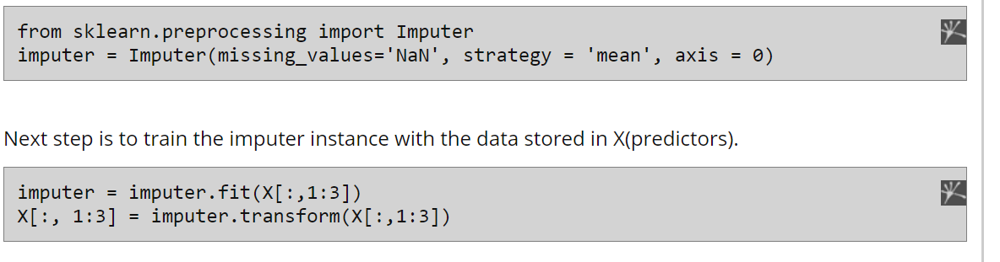 from sklearn.preprocessing import Imputer
imputer = Imputer(missing_values='NaN', strategy = 'mean', axis = 0)
Next step is to train the imputer instance with the data stored in X(predictors).
imputer = imputer.fit(X[:,1:3])
X[:, 1:3] = imputer.transform(X[:,1:3])